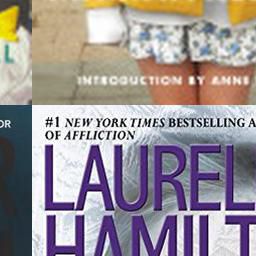 L
INTRODUCTION BY ANNE
OR
#1 NEW YORK TIMES BESTSELLING A
OF AFFLICTION
LAUREL
HAMILT